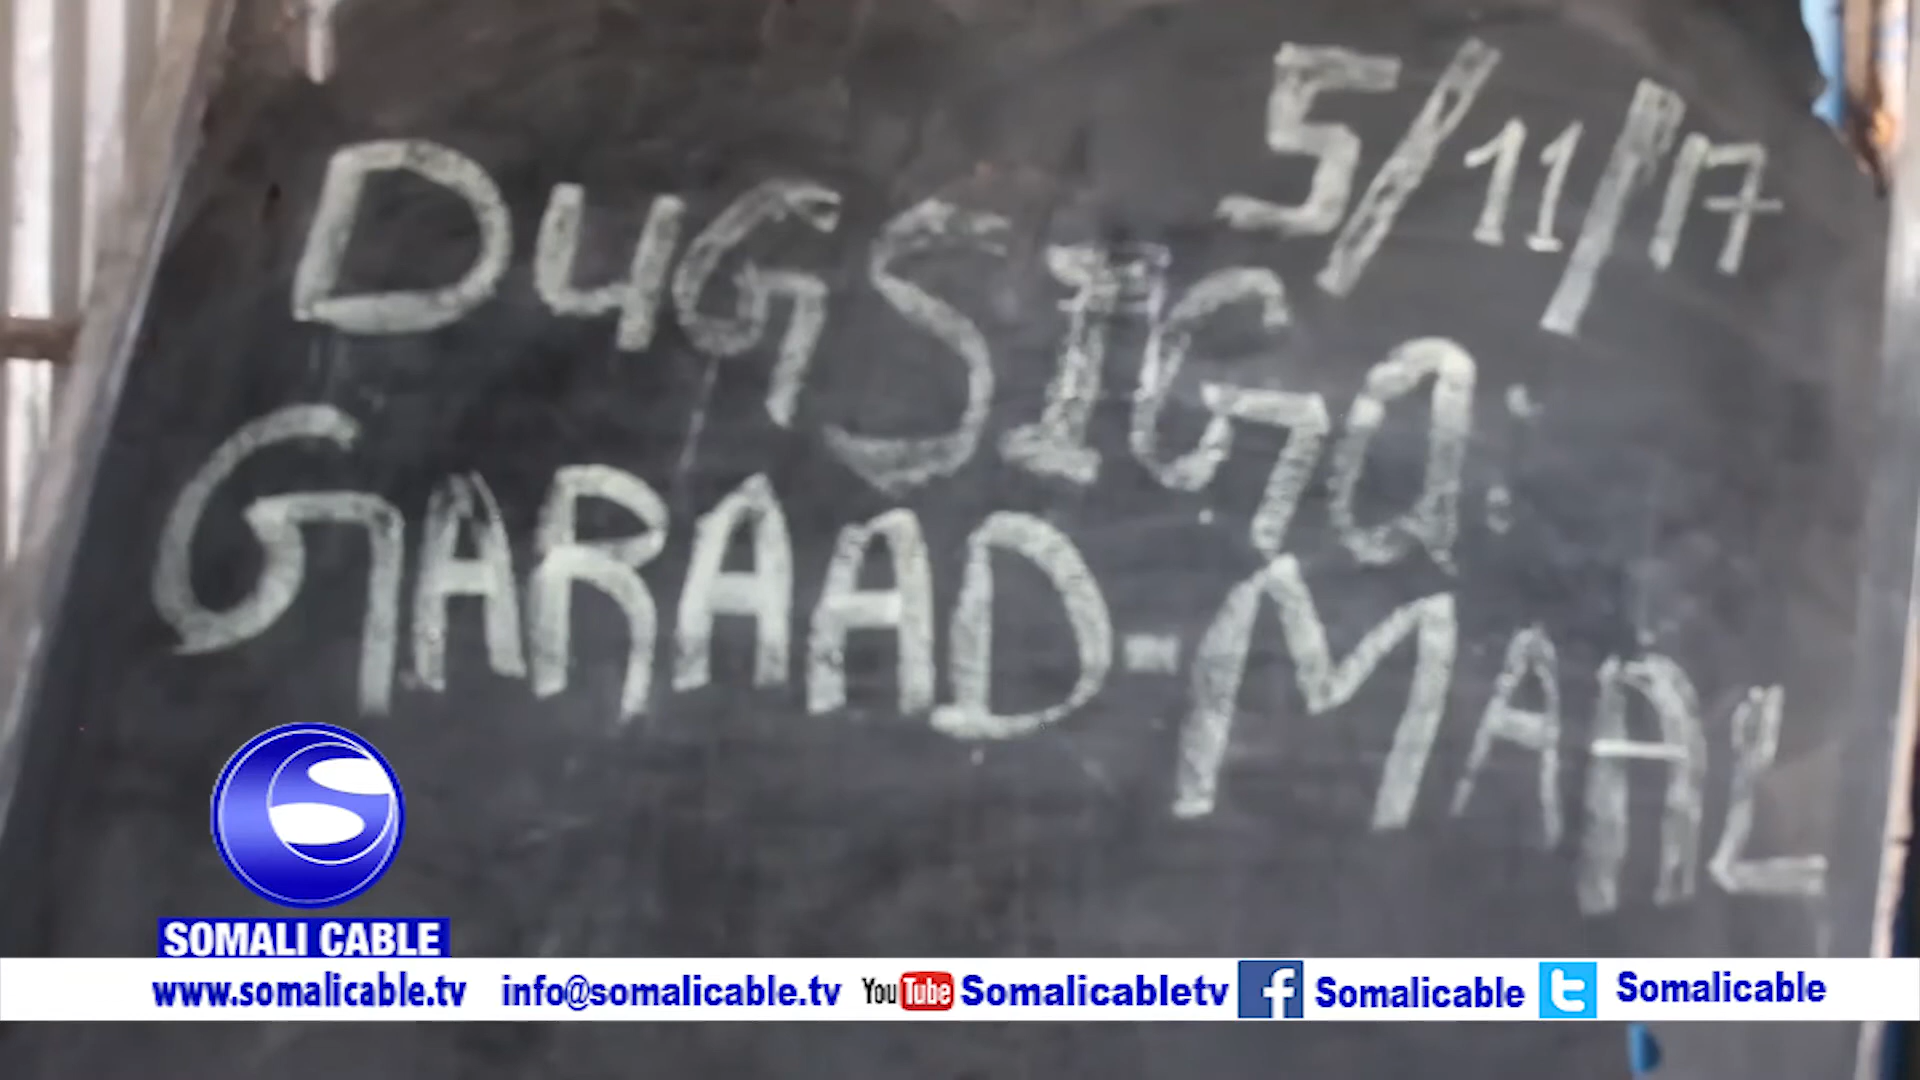 5/11/17
DUGSIGA:
GARAAD-MAAL
SOMALI CABLE
www.somalicable.tv info@somalicable.tv YouTube Somalicabletv f Somalicable t Somalicable